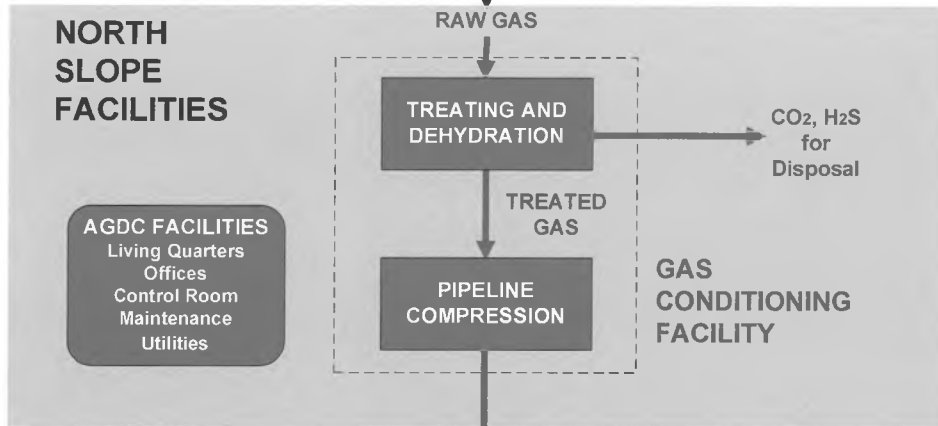 RAW GAS
NORTH
SLOPE
FACILITIES
TREATING AND
DEHYDRATION
CO2, H2S
for
Disposal
TREATED
GAS
AGDC FACILITIES
Living Quarters
Offices
Control Room
Maintenance
Utilities
PIPELINE
COMPRESSION
GAS
CONDITIONING
FACILITY